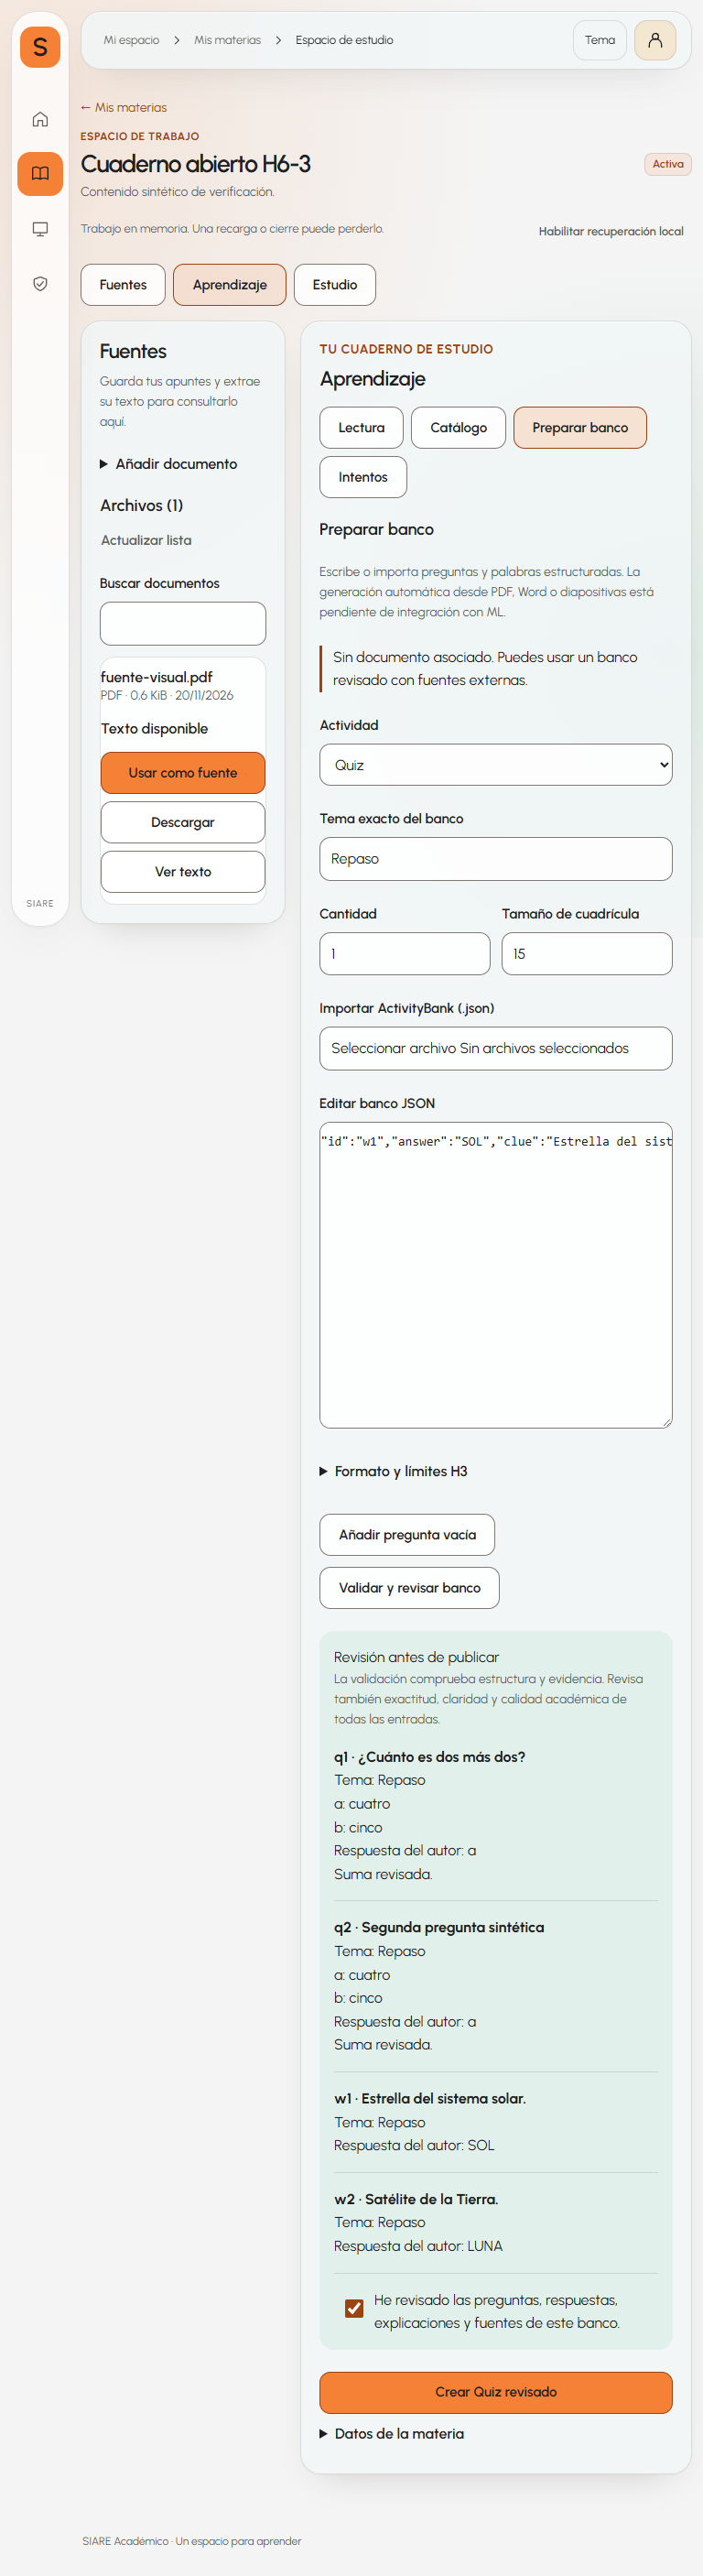 S
Mi espacio > Mis materias > Espacio de estudio
Tema
← Mis materias
ESPACIO DE TRABAJO
Cuaderno abierto H6-3
Activa
Contenido sintético de verificación.
Trabajo en memoria. Una recarga o cierre puede perderlo.
Habilitar recuperación local
Fuentes
Aprendizaje
Estudio
Fuentes
Guarda tus apuntes y extrae
su texto para consultarlo
aquí.
Añadir documento
Archivos (1)
Actualizar lista
Buscar documentos
fuente-visual.pdf
PDF · 0,6 KiB · 20/11/2026
Texto disponible
Usar como fuente
Descargar
Ver texto
SIARE
TU CUADERNO DE ESTUDIO
Aprendizaje
Lectura
Catálogo
Preparar banco
Intentos
Preparar banco
Escribe o importa preguntas y palabras estructuradas. La
generación automática desde PDF, Word o diapositivas está
pendiente de integración con ML.
Sin documento asociado. Puedes usar un banco
revisado con fuentes externas.
Actividad
Quiz
Tema exacto del banco
Repaso
Cantidad
Tamaño de cuadrícula
1
15
Importar ActivityBank (.json)
Seleccionar archivo Sin archivos seleccionados
Editar banco JSON
"id":"w1","answer":"SOL","clue":"Estrella del sist
Formato y límites H3
Añadir pregunta vacía
Validar y revisar banco
Revisión antes de publicar
La validación comprueba estructura y evidencia. Revisa
también exactitud, claridad y calidad académica de
todas las entradas.
q1 · ¿Cuánto es dos más dos?
Tema: Repaso
a: cuatro
b: cinco
Respuesta del autor: a
Suma revisada.
q2 · Segunda pregunta sintética
Tema: Repaso
a: cuatro
b: cinco
Respuesta del autor: a
Suma revisada.
w1 · Estrella del sistema solar.
Tema: Repaso
Respuesta del autor: SOL
w2 · Satélite de la Tierra.
Tema: Repaso
Respuesta del autor: LUNA
He revisado las preguntas, respuestas,
explicaciones y fuentes de este banco.
Crear Quiz revisado
Datos de la materia
SIARE Académico · Un espacio para aprender